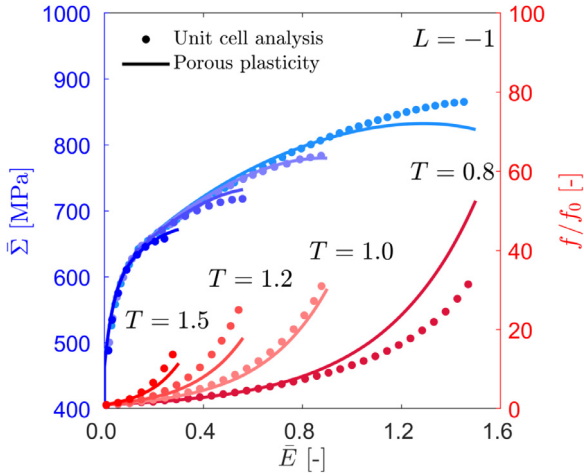 1000
900
800
700
600
500
400
Σ̄ [MPa]
Unit cell analysis
Porous plasticity
L = −1
T = 0.8
T = 1.0
T = 1.2
T = 1.5
100
80
60
40
20
0
f/f₀ [-]
0.0 0.4 0.8 1.2 1.6
Ē [-]